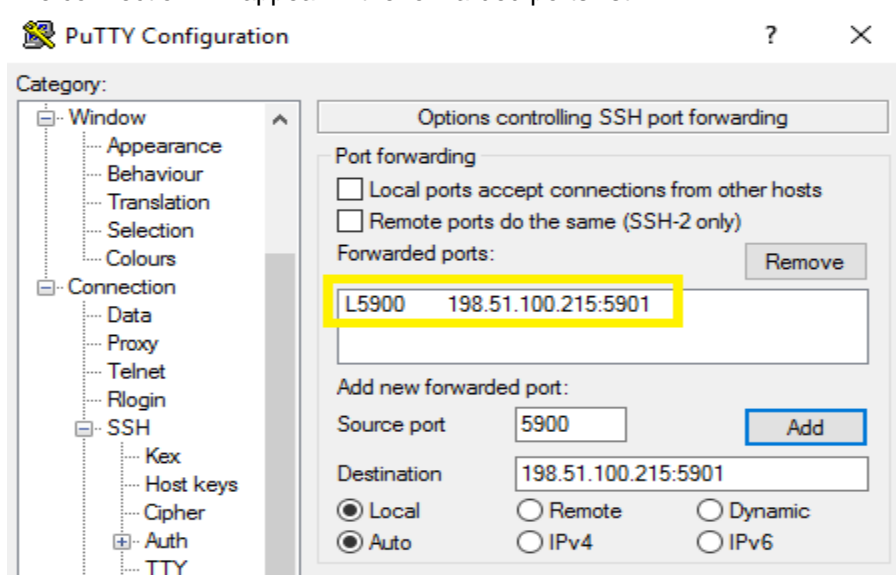 PuTTY Configuration ? ×
Category:
Window
Appearance
Behaviour
Translation
Selection
Colours
Connection
Data
Proxy
Telnet
Rlogin
SSH
Kex
Host keys
Cipher
Auth
TTY
Options controlling SSH port forwarding
Port forwarding
Local ports accept connections from other hosts
Remote ports do the same (SSH-2 only)
Forwarded ports:
Remove
L5900 198.51.100.215:5901
Add new forwarded port:
Source port 5900 Add
Destination 198.51.100.215:5901
Local Remote Dynamic
Auto IPv4 IPv6